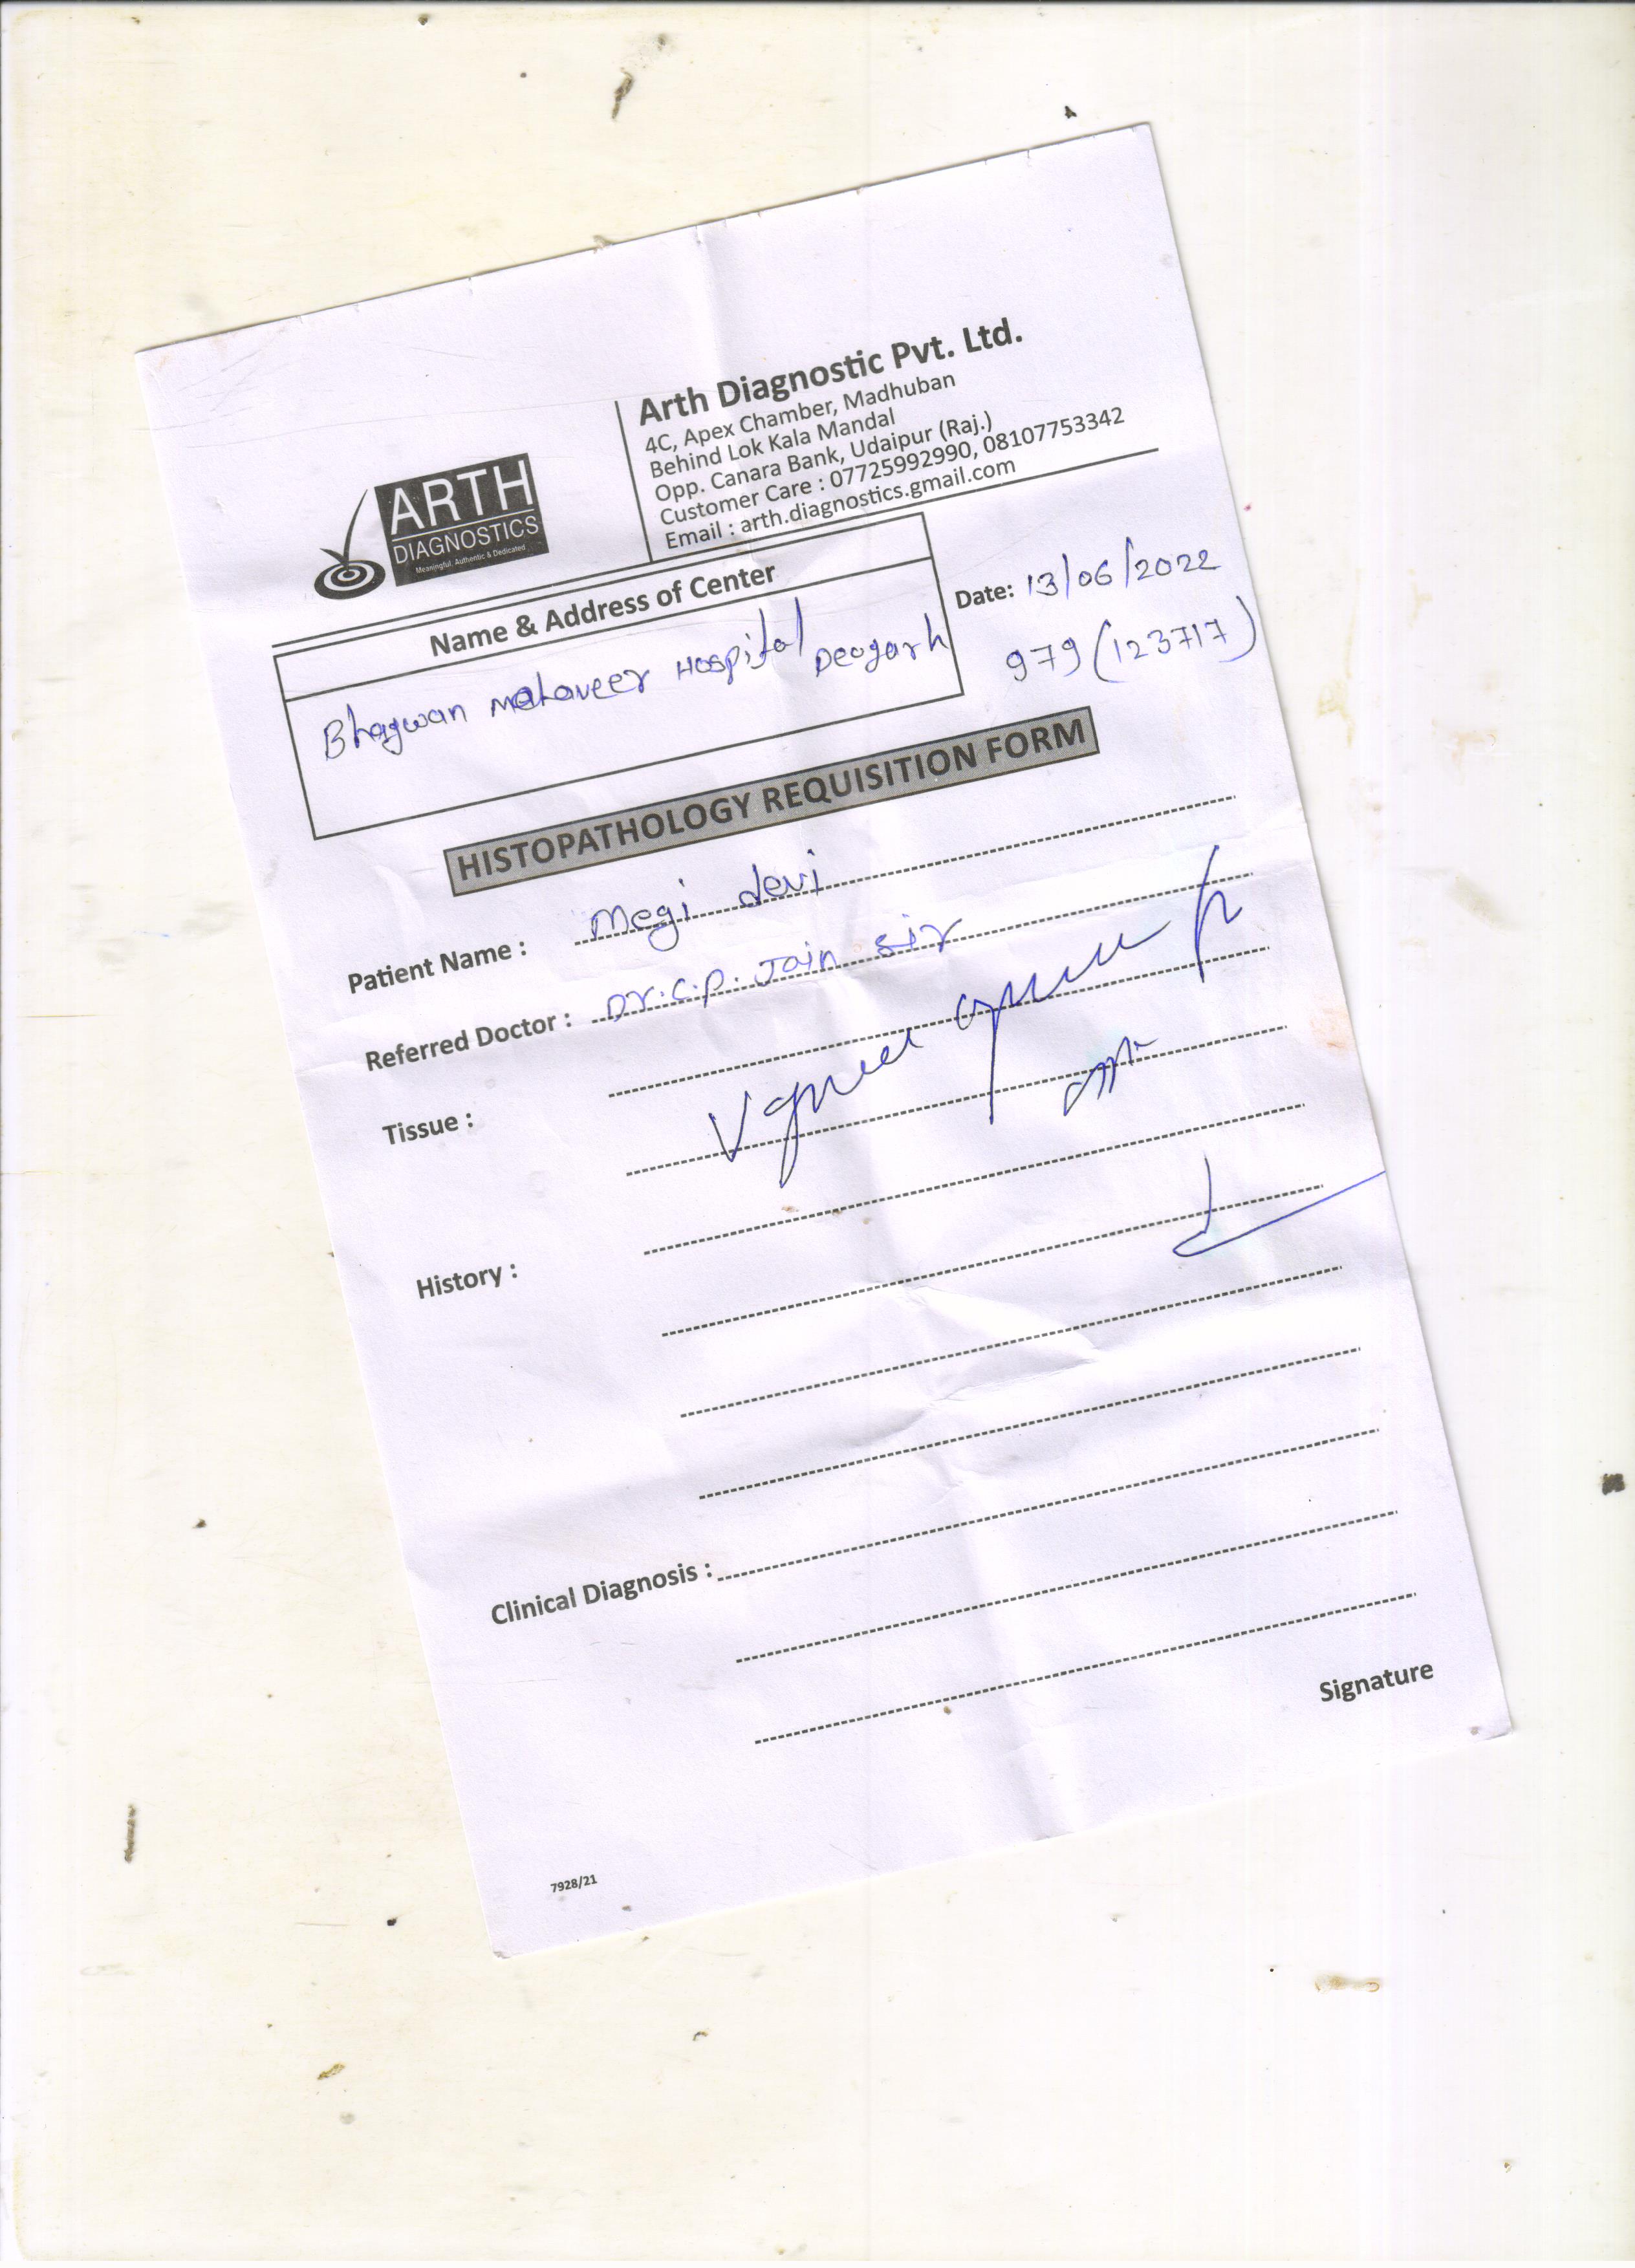 ARTH
DIAGNOSTICS
Meaningful, Authentic & Dedicated
Arth Diagnostic Pvt. Ltd.
4C, Apex Chamber, Madhuban
Behind Lok Kala Mandal
Opp. Canara Bank, Udaipur (Raj.)
Customer Care : 07725992990, 08107753342
Email : arth.diagnostics.gmail.com
Name & Address of Center
Bhagwan Mahaveer Hospital Deogarh
Date: 13/06/2022
979 (123717)
HISTOPATHOLOGY REQUISITION FORM
Patient Name : Megi devi
Referred Doctor : Dr. C.P. Jain sir
Tissue :
History :
Clinical Diagnosis :
Signature
7928/21